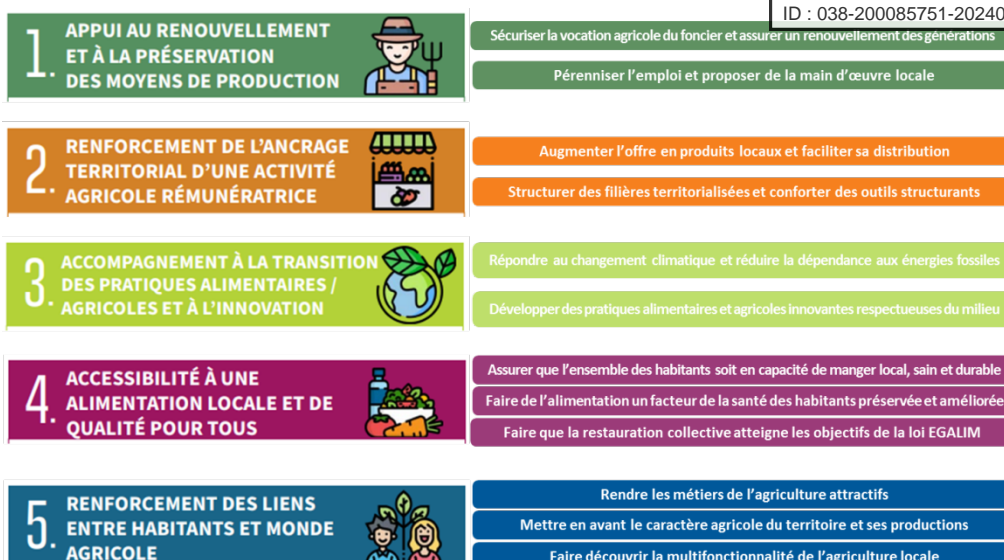 ID : 038-200085751-20240
1. APPUI AU RENOUVELLEMENT
ET À LA PRÉSERVATION
DES MOYENS DE PRODUCTION
Sécuriser la vocation agricole du foncier et assurer un renouvellement des générations
Pérenniser l'emploi et proposer de la main d'œuvre locale
2. RENFORCEMENT DE L'ANCRAGE
TERRITORIAL D'UNE ACTIVITÉ
AGRICOLE RÉMUNÉRATRICE
Augmenter l'offre en produits locaux et faciliter sa distribution
Structurer des filières territorialisées et conforter des outils structurants
3. ACCOMPAGNEMENT À LA TRANSITION
DES PRATIQUES ALIMENTAIRES /
AGRICOLES ET À L'INNOVATION
Répondre au changement climatique et réduire la dépendance aux énergies fossiles
Développer des pratiques alimentaires et agricoles innovantes respectueuses du milieu
4. ACCESSIBILITÉ À UNE
ALIMENTATION LOCALE ET DE
QUALITÉ POUR TOUS
Assurer que l'ensemble des habitants soit en capacité de manger local, sain et durable
Faire de l'alimentation un facteur de la santé des habitants préservée et améliorée
Faire que la restauration collective atteigne les objectifs de la loi EGALIM
5. RENFORCEMENT DES LIENS
ENTRE HABITANTS ET MONDE
AGRICOLE
Rendre les métiers de l'agriculture attractifs
Mettre en avant le caractère agricole du territoire et ses productions
Faire découvrir la multifonctionnalité de l'agriculture locale